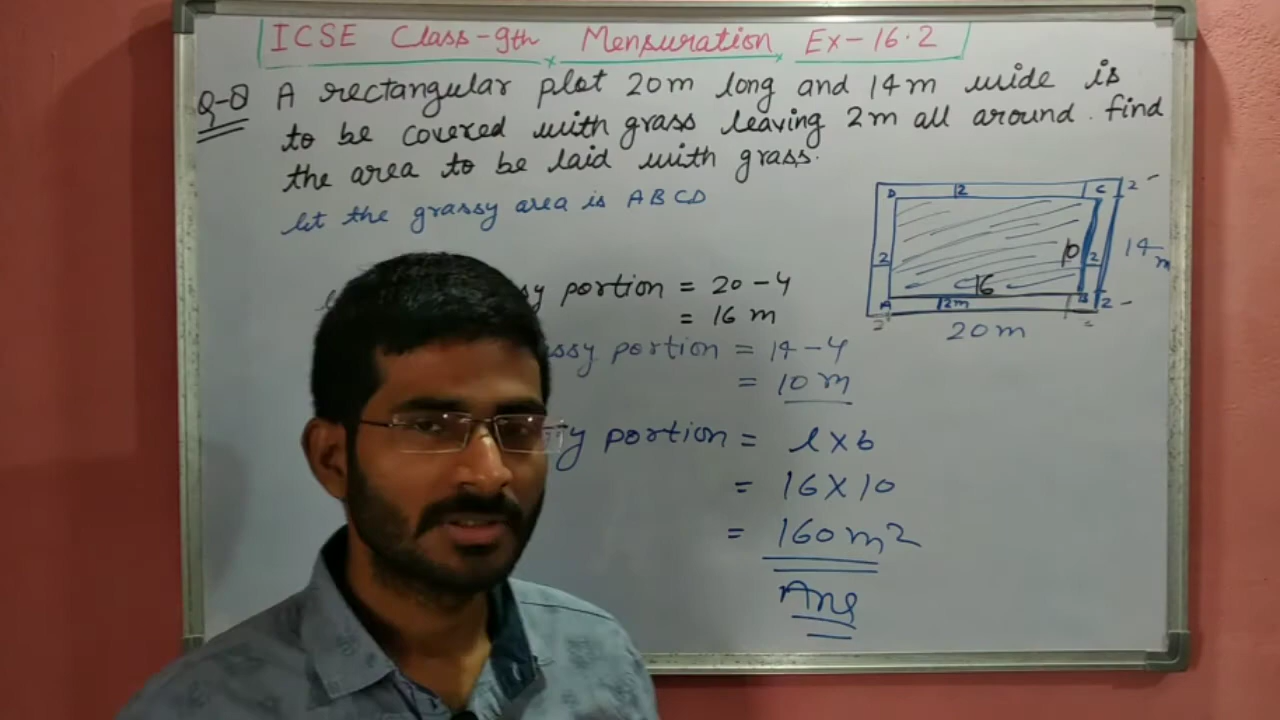 ICSE Class-9th Mensuration Ex-16.2
Q-8 A rectangular plot 20m long and 14m wide is
to be covered with grass leaving 2m all around. find
the area to be laid with grass.
let the grassy area is ABCD
portion = 20-4
= 16 m
portion = 14-4
= 10 m
portion = l×b
= 16×10
= 160m2
Ans
D 2 C 2
2 10 2 14 m
16
A 2m B 2
2
20m